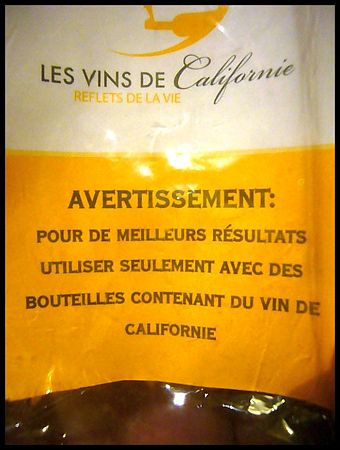 LES VINS DE Californie
REFLETS DE LA VIE
AVERTISSEMENT:
POUR DE MEILLEURS RÉSULTATS
UTILISER SEULEMENT AVEC DES
BOUTEILLES CONTENANT DU VIN DE
CALIFORNIE